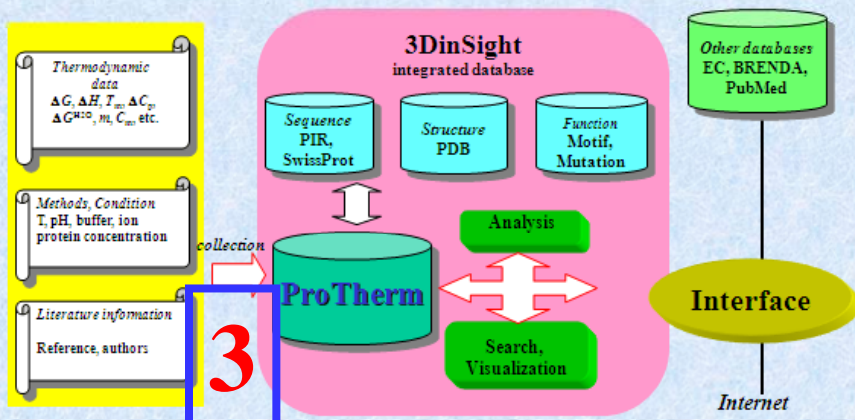 Thermodynamic
data
ΔG, ΔH, Tm, ΔCp,
ΔG^H2O, m, Cm, etc.
Methods, Condition
T, pH, buffer, ion
protein concentration
Literature information
Reference, authors
collection
3
3DinSight
integrated database
Sequence
PIR,
SwissProt
Structure
PDB
Function
Motif,
Mutation
ProTherm
Analysis
Search,
Visualization
Other databases
EC, BRENDA,
PubMed
Interface
Internet